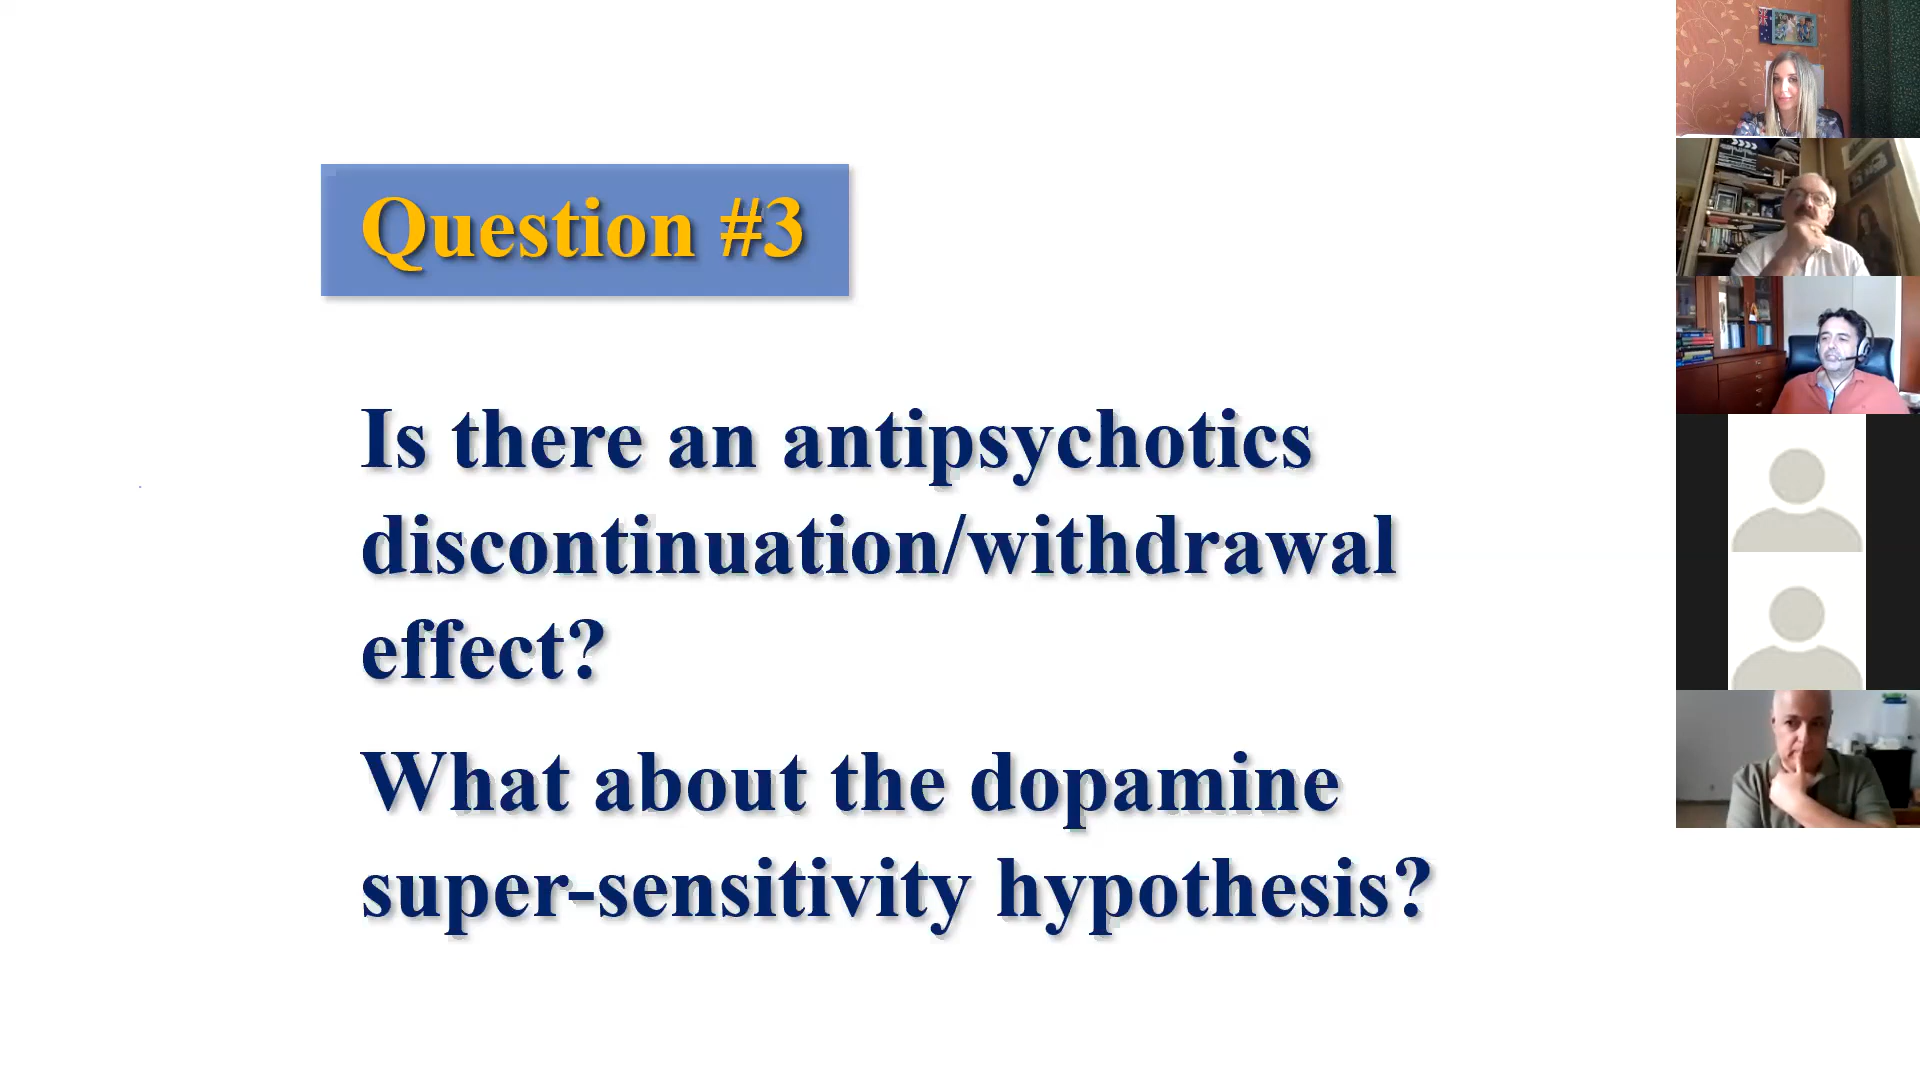 Question #3
Is there an antipsychotics
discontinuation/withdrawal
effect?
What about the dopamine
super-sensitivity hypothesis?